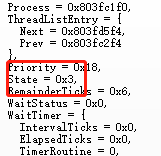 Process = 0x803fc1f0,
ThreadListEntry = {
Next = 0x803fd5f4,
Prev = 0x803fc2f4
},
Priority = 0x18,
State = 0x3,
RemainderTicks = 0x6,
WaitStatus = 0x0,
WaitTimer = {
IntervalTicks = 0x0,
ElapsedTicks = 0x0,
TimerRoutine = 0,